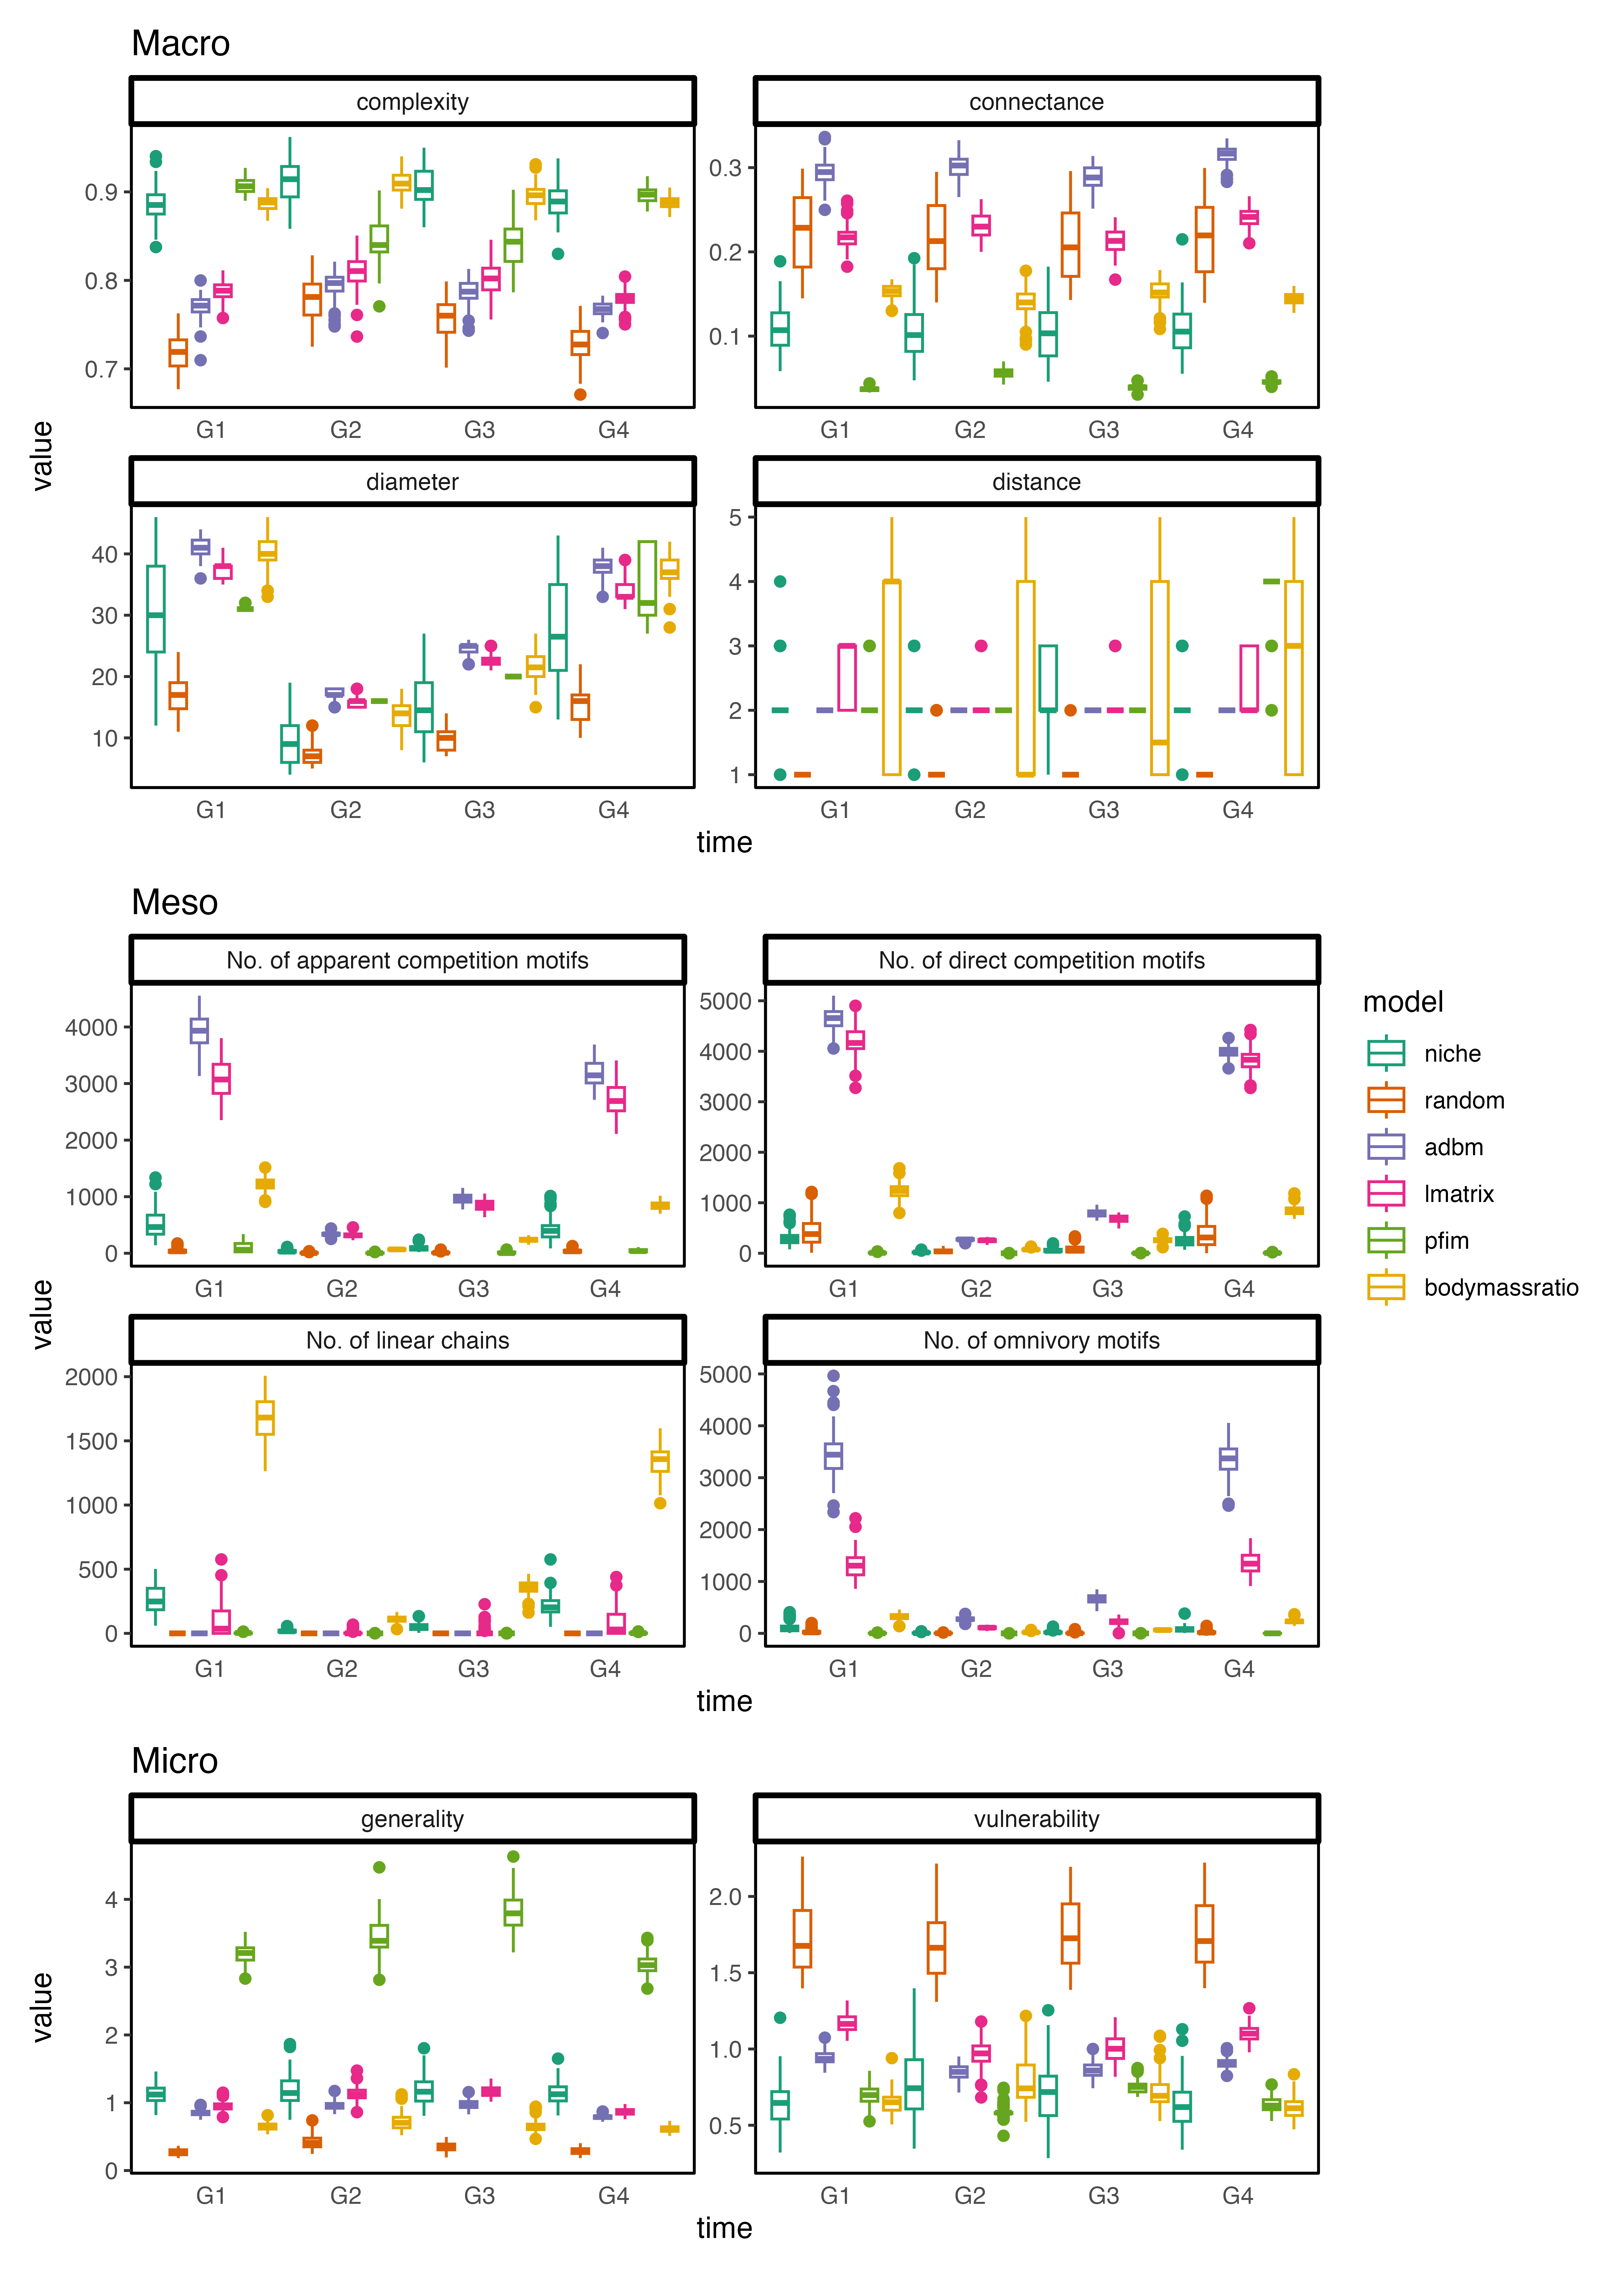 Macro
complexity
connectance
0.9
0.8
0.7
0.3
0.2
0.1
G1 G2 G3 G4
G1 G2 G3 G4
value
diameter
distance
40
30
20
10
5
4
3
2
1
G1 G2 G3 G4
G1 G2 G3 G4
time
Meso
No. of apparent competition motifs
No. of direct competition motifs
4000
3000
2000
1000
0
5000
4000
3000
2000
1000
0
G1 G2 G3 G4
G1 G2 G3 G4
value
No. of linear chains
No. of omnivory motifs
2000
1500
1000
500
0
5000
4000
3000
2000
1000
0
G1 G2 G3 G4
G1 G2 G3 G4
time
model
niche
random
adbm
lmatrix
pfim
bodymassratio
Micro
generality
vulnerability
4
3
2
1
0
2.0
1.5
1.0
0.5
value
G1 G2 G3 G4
G1 G2 G3 G4
time